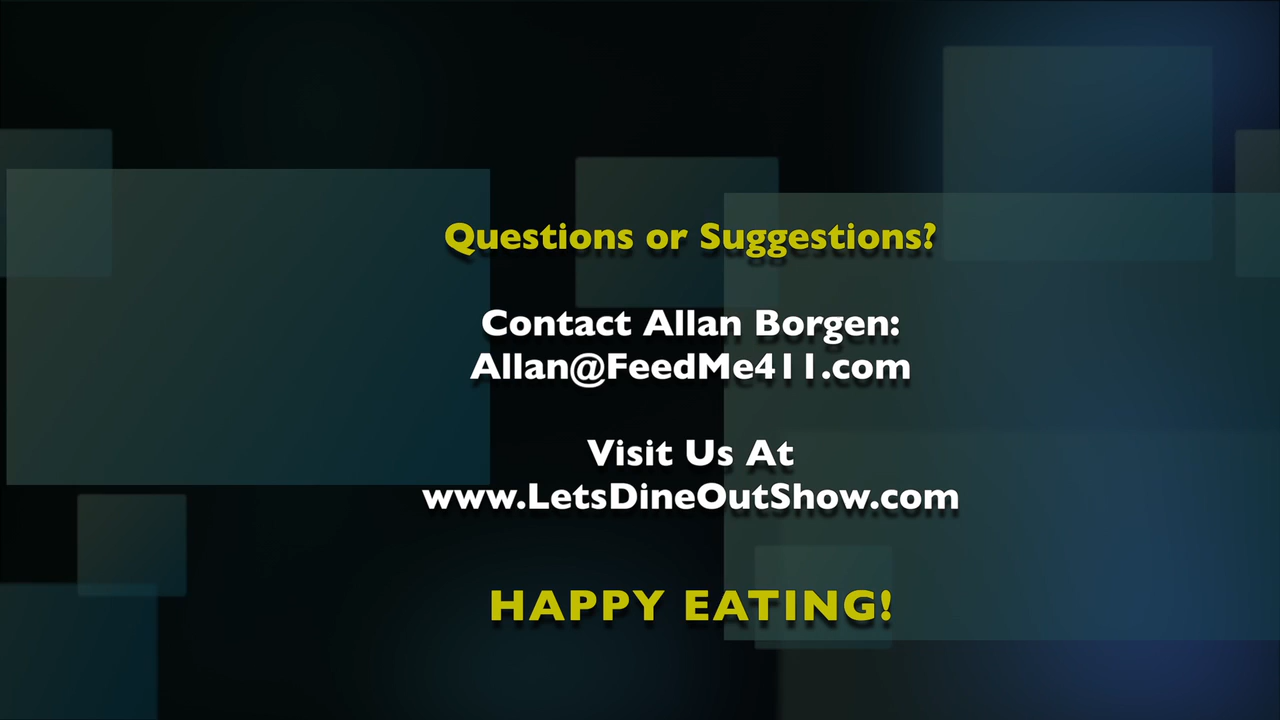 Questions or Suggestions?
Contact Allan Borgen:
Allan@FeedMe411.com
Visit Us At
www.LetsDineOutShow.com
HAPPY EATING!